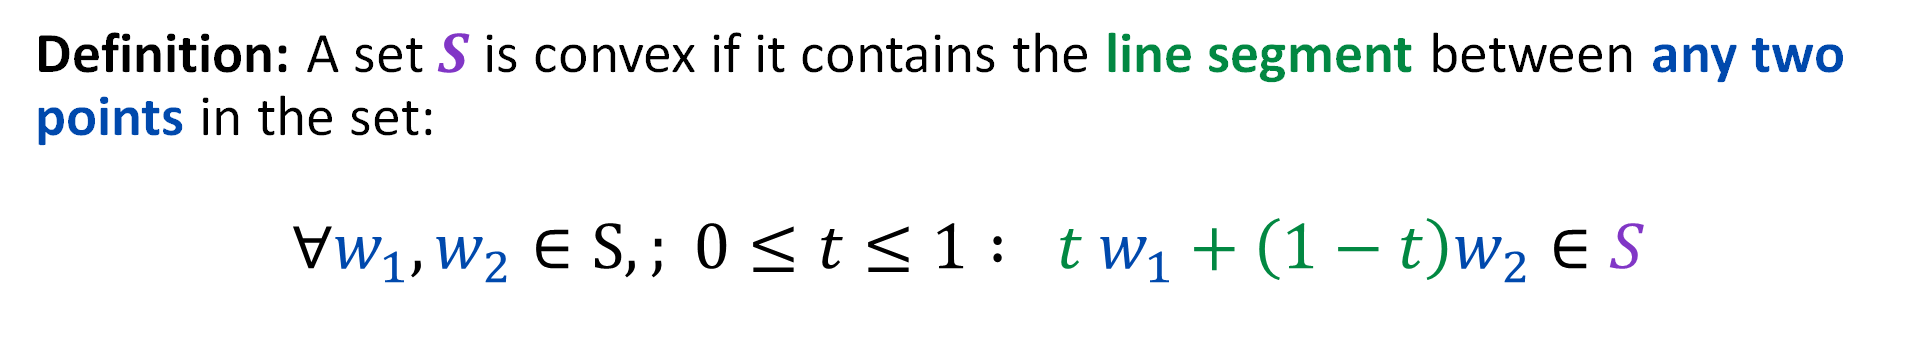 Definition: A set S is convex if it contains the line segment between any two
points in the set:
∀w₁, w₂ ∈ S, ; 0 ≤ t ≤ 1 : t w₁ + (1 − t)w₂ ∈ S